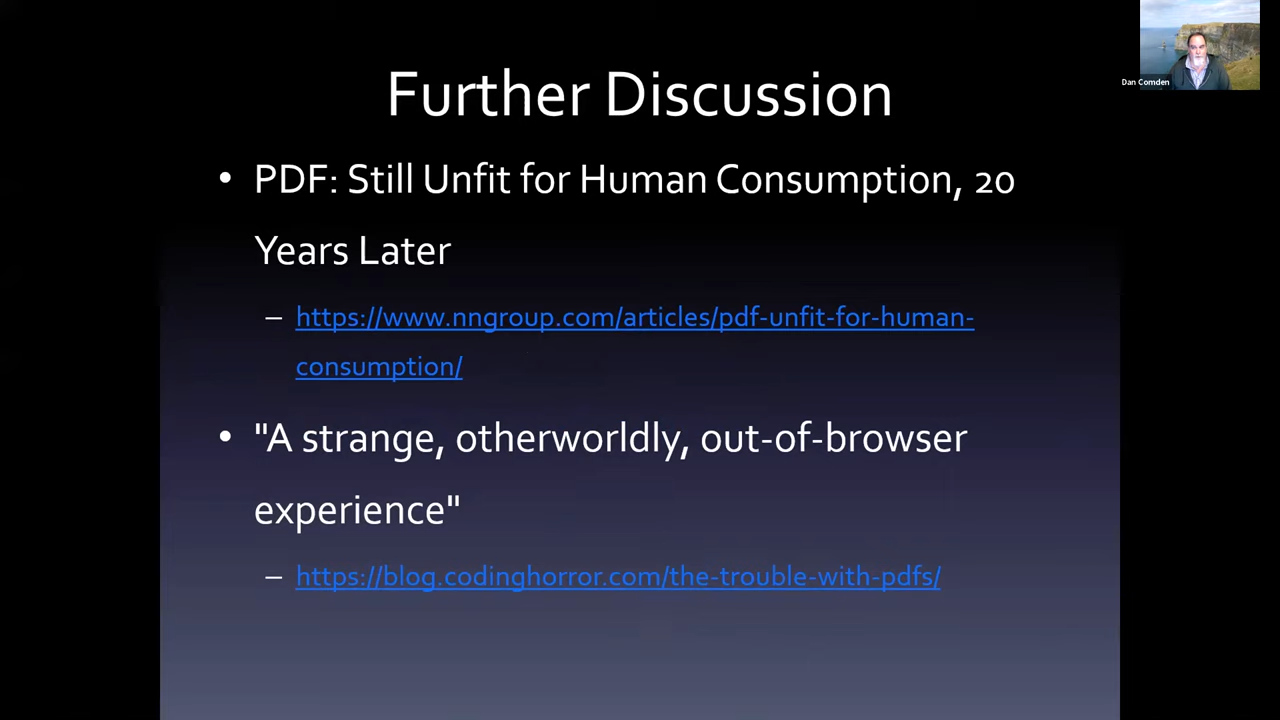 Dan Comden
Further Discussion
• PDF: Still Unfit for Human Consumption, 20
Years Later
– https://www.nngroup.com/articles/pdf-unfit-for-human-
consumption/
• "A strange, otherworldly, out-of-browser
experience"
– https://blog.codinghorror.com/the-trouble-with-pdfs/